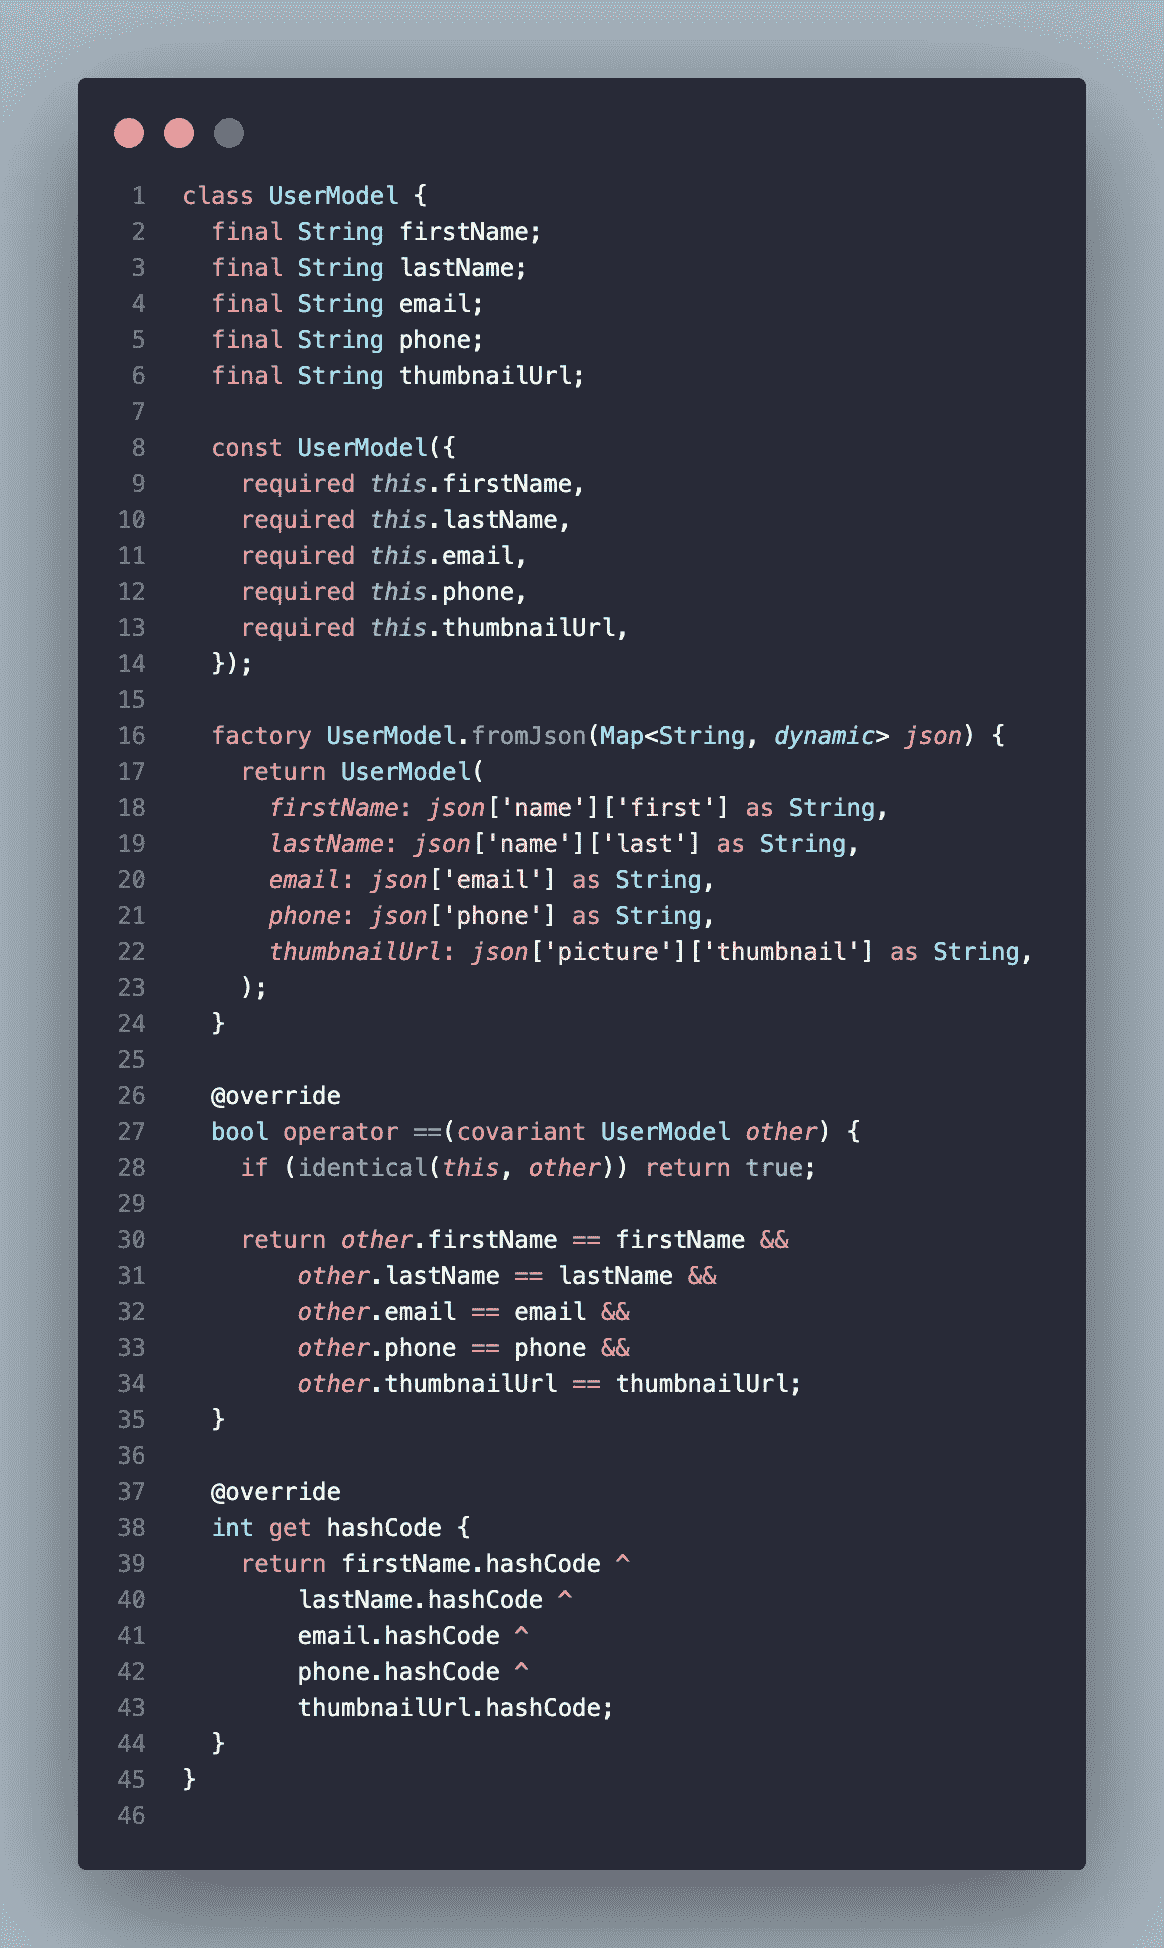 1 class UserModel {
2 final String firstName;
3 final String lastName;
4 final String email;
5 final String phone;
6 final String thumbnailUrl;
7
8 const UserModel({
9 required this.firstName,
10 required this.lastName,
11 required this.email,
12 required this.phone,
13 required this.thumbnailUrl,
14 });
15
16 factory UserModel.fromJson(Map<String, dynamic> json) {
17 return UserModel(
18 firstName: json['name']['first'] as String,
19 lastName: json['name']['last'] as String,
20 email: json['email'] as String,
21 phone: json['phone'] as String,
22 thumbnailUrl: json['picture']['thumbnail'] as String,
23 );
24 }
25
26 @override
27 bool operator ==(covariant UserModel other) {
28 if (identical(this, other)) return true;
29
30 return other.firstName == firstName &&
31 other.lastName == lastName &&
32 other.email == email &&
33 other.phone == phone &&
34 other.thumbnailUrl == thumbnailUrl;
35 }
36
37 @override
38 int get hashCode {
39 return firstName.hashCode ^
40 lastName.hashCode ^
41 email.hashCode ^
42 phone.hashCode ^
43 thumbnailUrl.hashCode;
44 }
45 }
46